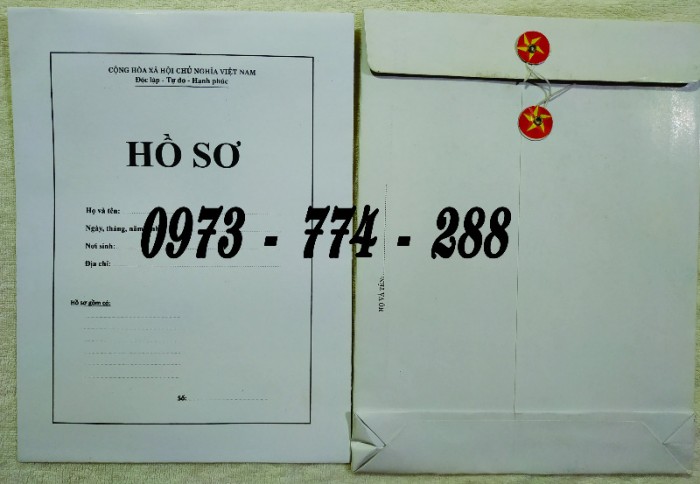 CỘNG HÒA XÃ HỘI CHỦ NGHĨA VIỆT NAM
Độc lập - Tự do - Hạnh phúc
HỒ SƠ
Họ và tên:
Ngày, tháng, năm
Nơi sinh:
Địa chỉ:
0973 - 774 - 288
Hồ sơ gồm có:
Số:
HỌ VÀ TÊN: